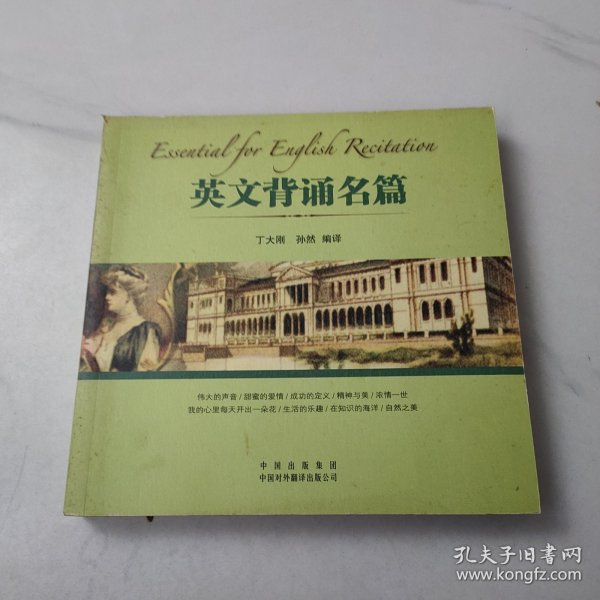 Essential for English Recitation
英文背诵名篇
丁大刚 孙然 编译
伟大的声音/甜蜜的爱情/成功的定义/精神与美/浓情一世
我的心里每天开出一朵花/生活的乐趣/在知识的海洋/自然之美
中国出版集团
中国对外翻译出版公司
孔夫子旧书网
www.kongfz.com